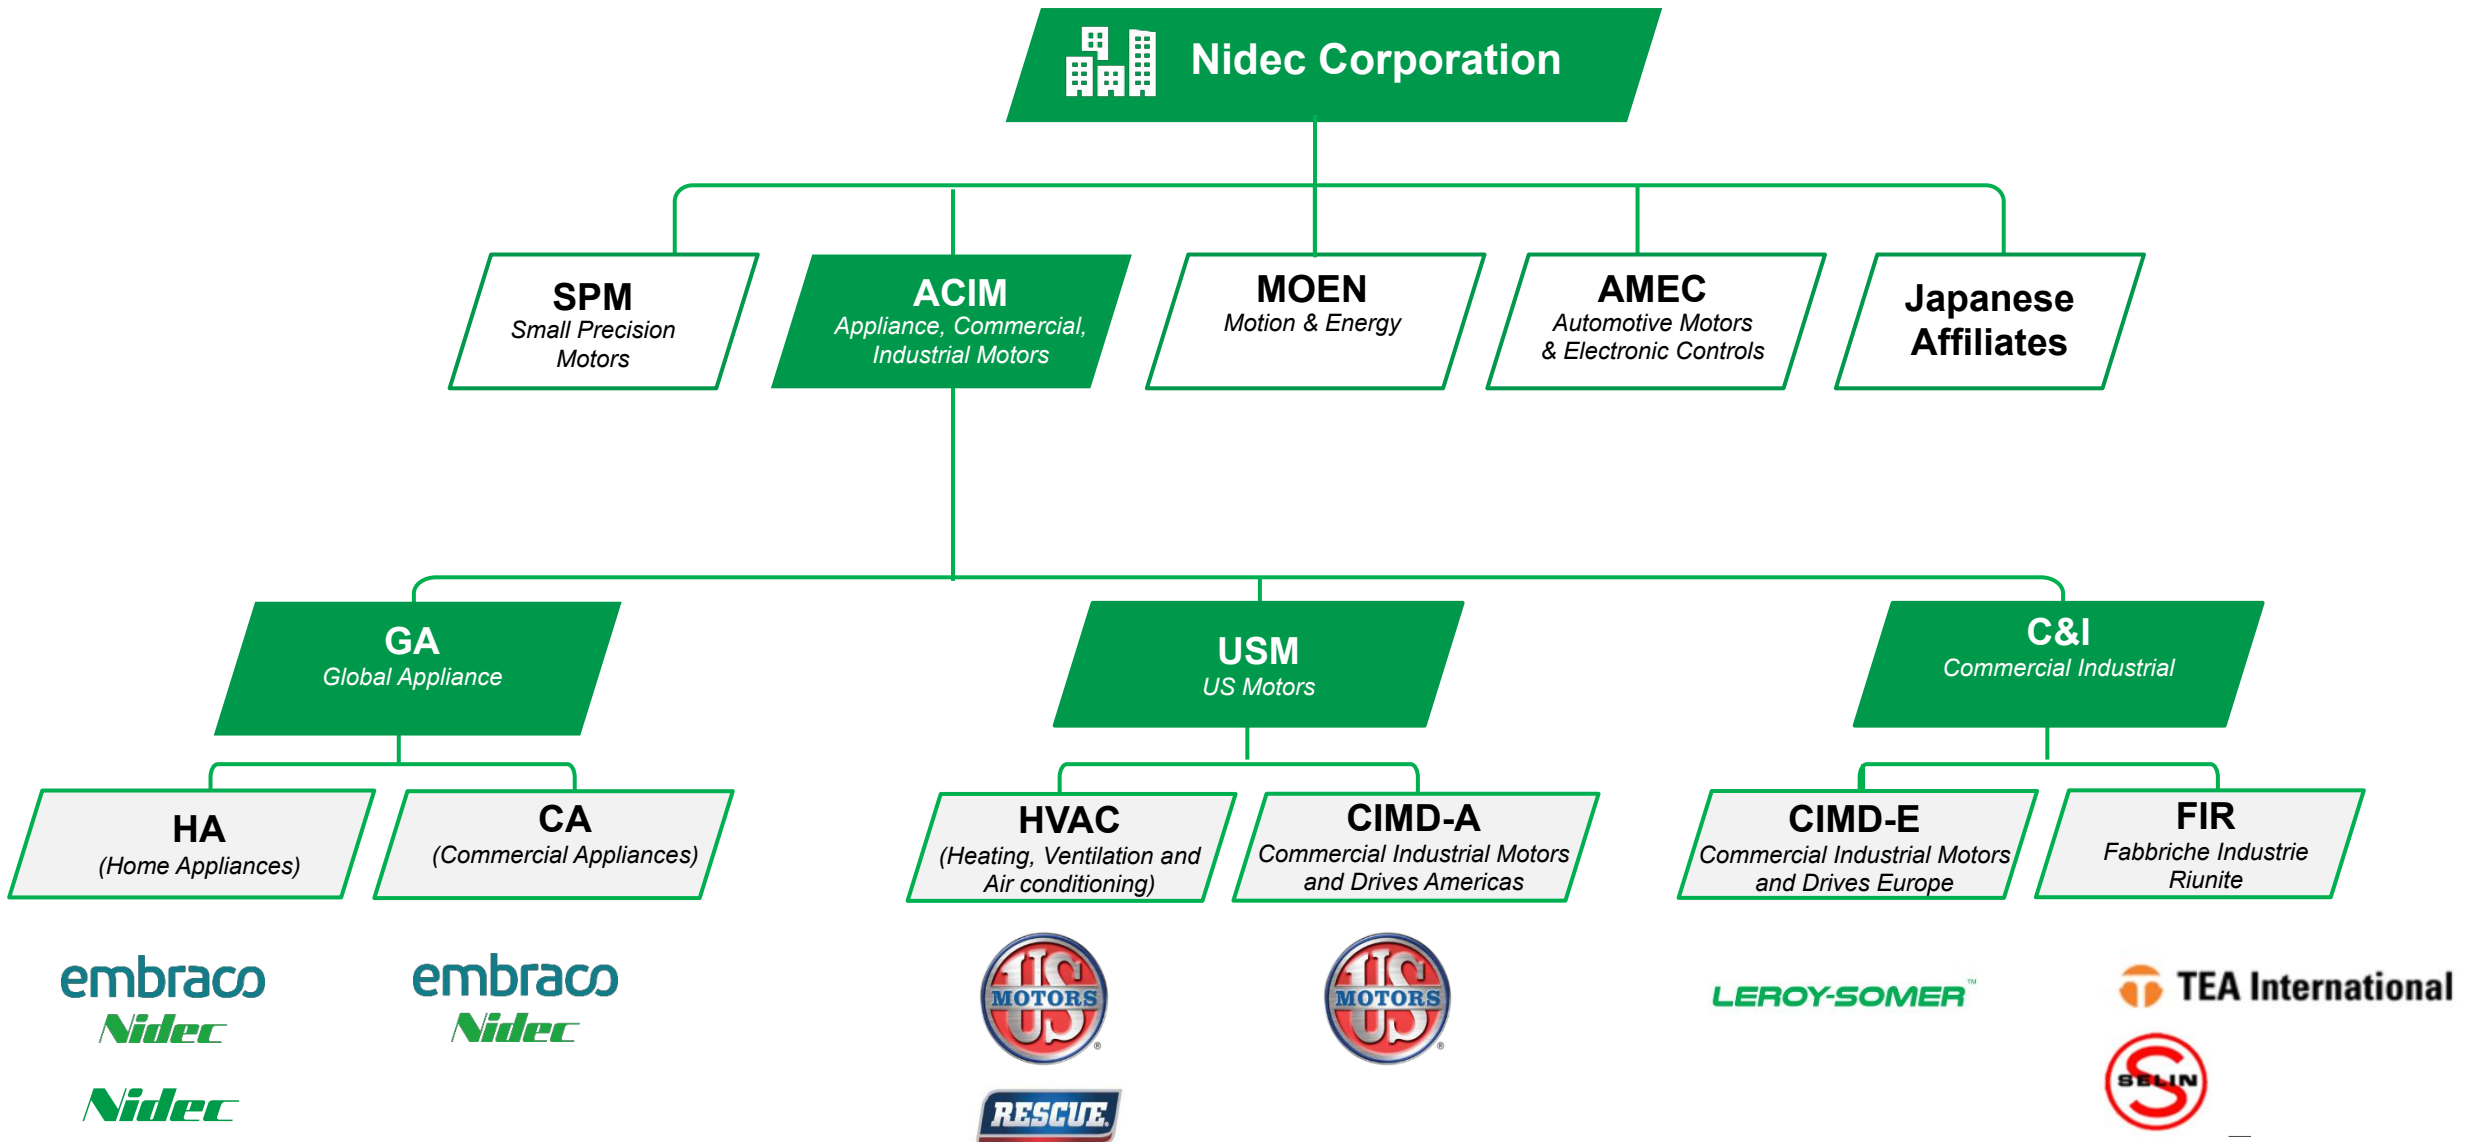 Nidec Corporation
SPM
Small Precision
Motors
ACIM
Appliance, Commercial,
Industrial Motors
MOEN
Motion & Energy
AMEC
Automotive Motors
& Electronic Controls
Japanese
Affiliates
GA
Global Appliance
USM
US Motors
C&I
Commercial Industrial
HA
(Home Appliances)
CA
(Commercial Appliances)
HVAC
(Heating, Ventilation and
Air conditioning)
CIMD-A
Commercial Industrial Motors
and Drives Americas
CIMD-E
Commercial Industrial Motors
and Drives Europe
FIR
Fabbriche Industrie
Riunite
embraco
Nidec
Nidec
embraco
Nidec
US
MOTORS
®
RESCUE.
US
MOTORS
®
LEROY-SOMER™
TEA International
S
SELIN